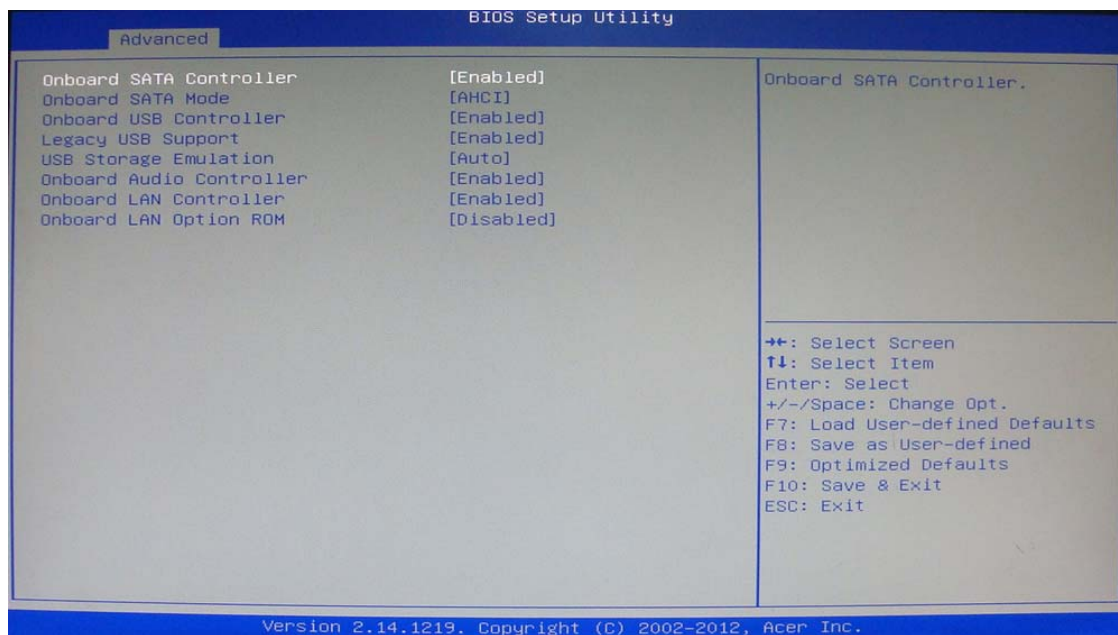 BIOS Setup Utility
Advanced
Onboard SATA Controller [Enabled]
Onboard SATA Mode [AHCI]
Onboard USB Controller [Enabled]
Legacy USB Support [Enabled]
USB Storage Emulation [Auto]
Onboard Audio Controller [Enabled]
Onboard LAN Controller [Enabled]
Onboard LAN Option ROM [Disabled]
Onboard SATA Controller.
→←: Select Screen
↑↓: Select Item
Enter: Select
+/-/Space: Change Opt.
F7: Load User-defined Defaults
F8: Save as User-defined
F9: Optimized Defaults
F10: Save & Exit
ESC: Exit
Version 2.14.1219. Copyright (C) 2002-2012, Acer Inc.